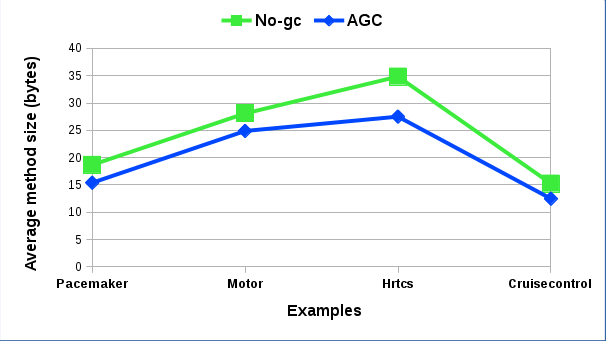 No-gc AGC
Average method size (bytes)
40
35
30
25
20
15
10
5
0
Pacemaker Motor Hrtcs Cruisecontrol
Examples